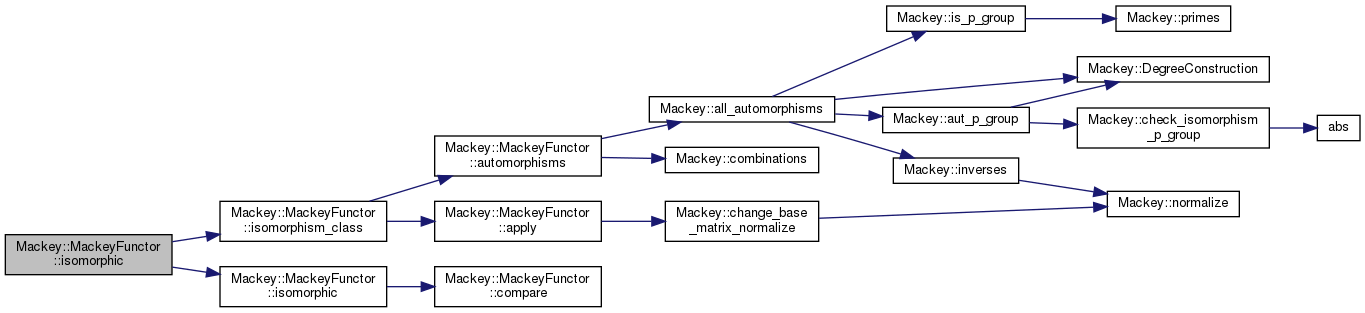 Mackey::MackeyFunctor
::isomorphic
Mackey::MackeyFunctor
::isomorphism_class
Mackey::MackeyFunctor
::automorphisms
Mackey::all_automorphisms
Mackey::is_p_group
Mackey::primes
Mackey::DegreeConstruction
Mackey::aut_p_group
Mackey::check_isomorphism
_p_group
abs
Mackey::inverses
Mackey::normalize
Mackey::combinations
Mackey::MackeyFunctor
::apply
Mackey::change_base
_matrix_normalize
Mackey::MackeyFunctor
::isomorphic
Mackey::MackeyFunctor
::compare